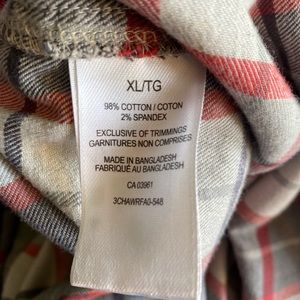 XL/TG
98% COTTON / COTON
2% SPANDEX
EXCLUSIVE OF TRIMMINGS
GARNITURES NON COMPRISES
MADE IN BANGLADESH
FABRIQUÉ AU BANGLADESH
CA 03961
3CHAWRFA0-548